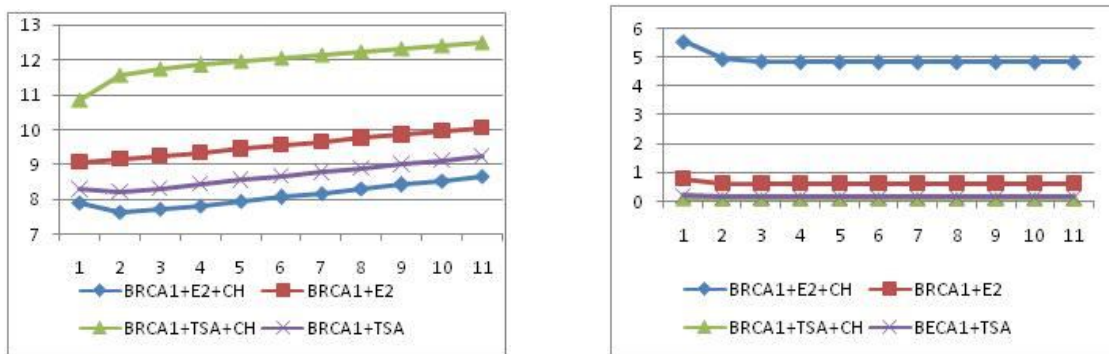 13
12
11
10
9
8
7
1 2 3 4 5 6 7 8 9 10 11
BRCA1+E2+CH BRCA1+E2
BRCA1+TSA+CH BRCA1+TSA
6
5
4
3
2
1
0
1 2 3 4 5 6 7 8 9 10 11
BRCA1+E2+CH BRCA1+E2
BRCA1+TSA+CH BECA1+TSA